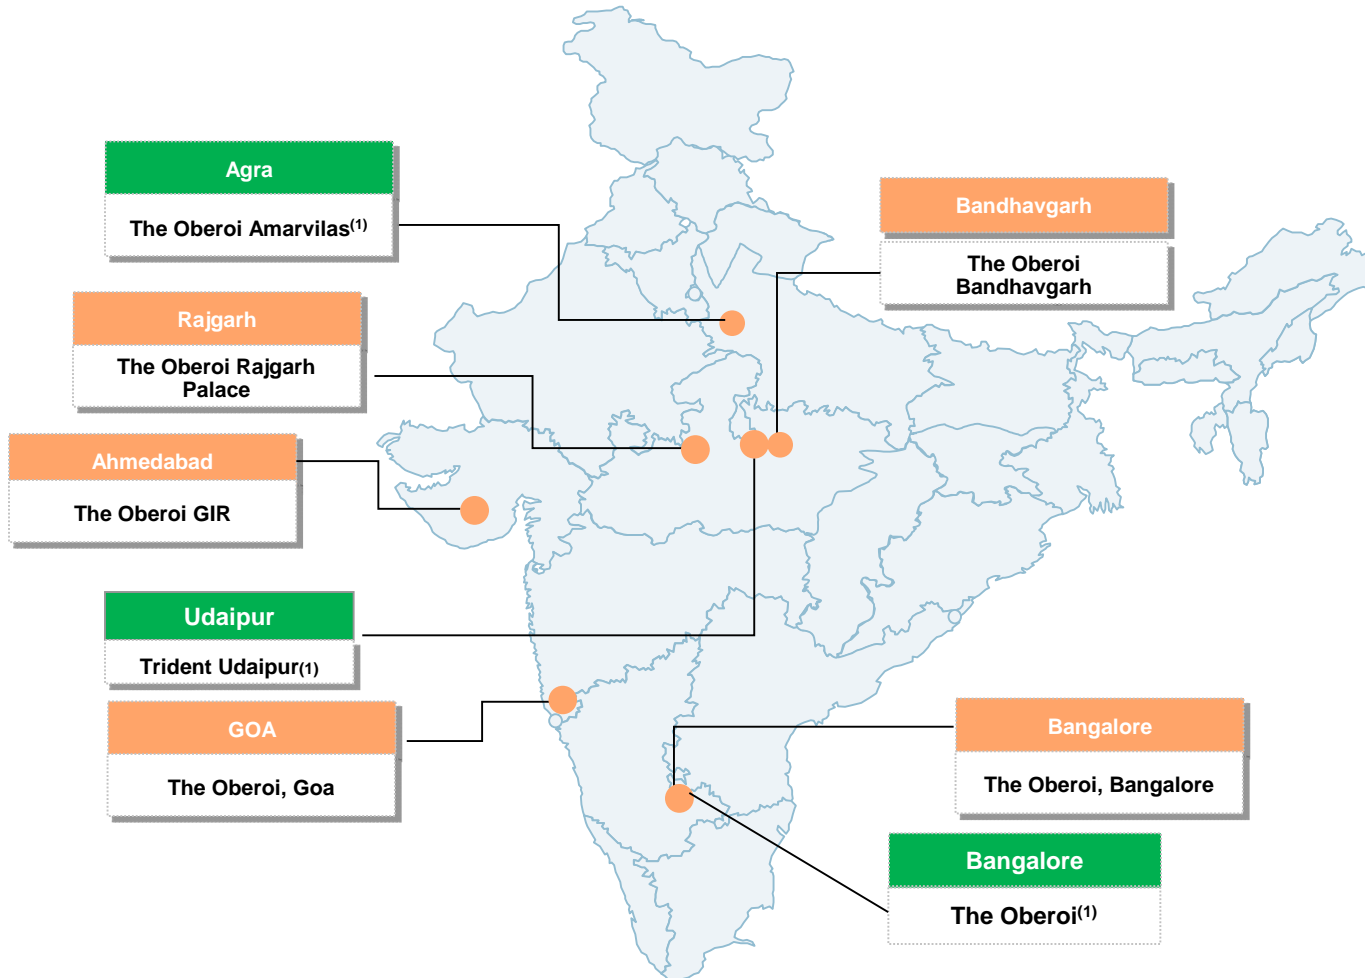 Agra
The Oberoi Amarvilas(1)
Bandhavgarh
The Oberoi
Bandhavgarh
Rajgarh
The Oberoi Rajgarh
Palace
Ahmedabad
The Oberoi GIR
Udaipur
Trident Udaipur(1)
GOA
The Oberoi, Goa
Bangalore
The Oberoi, Bangalore
Bangalore
The Oberoi(1)